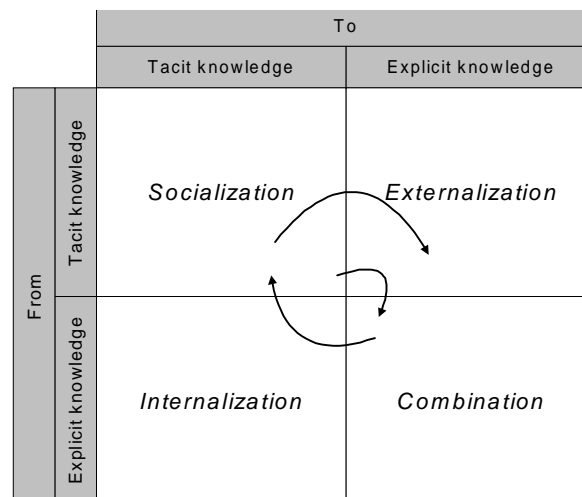 To
Tacit knowledge
Explicit knowledge
From
Tacit knowledge
Socialization
Externalization
Explicit knowledge
Internalization
Combination